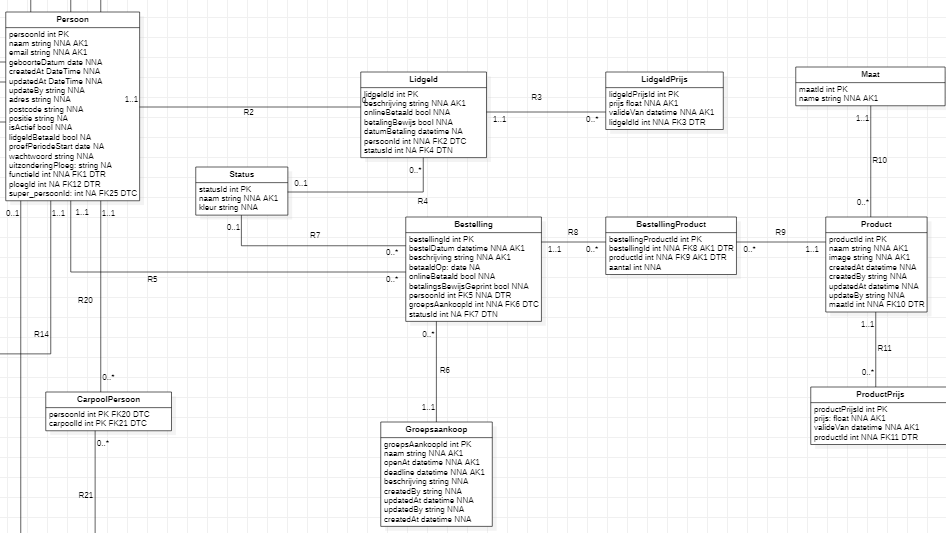 Persoon
persoonId int PK
naam string NNA AK1
email string NNA AK1
geboorteDatum date NNA
createdAt DateTime NNA
updatedAt DateTime NNA
updateBy string NNA
adres string NNA
postcode string NNA
positie string NA
isActief bool NNA
lidgeldBetaald bool NA
proefPeriodeStart date NA
wachtwoord string NNA
uitzonderingPloeg: string NA
functieId int NNA FK1 DTR
ploegId int NA FK12 DTR
super_persoonId: int NA FK25 DTC
1..1
R2
Lidgeld
lidgeldId int PK
beschrijving string NNA AK1
onlineBetaald bool NNA
betalingBewijs bool NNA
datumBetaling datetime NA
persoonId int NNA FK2 DTC
statusId int NA FK4 DTN
1..1
R3
0..*
LidgeldPrijs
lidgeldPrijsId int PK
prijs float NNA AK1
valideVan datetime NNA AK1
lidgeldId int NNA FK3 DTR
Maat
maatId int PK
name string NNA AK1
1..1
R10
0..*
Status
statusId int PK
naam string NNA AK1
kleur string NNA
0..1
0..*
R4
0..1
R7
0..*
Bestelling
bestellingId int PK
bestelDatum datetime NNA AK1
beschrijving string NNA AK1
betaaldOp: date NA
onlineBetaald bool NNA
betalingsBewijsGeprint bool NNA
persoonId int FK5 NNA DTR
groepsAankoopId int NNA FK6 DTC
statusId int NA FK7 DTN
R8
1..1
0..*
BestellingProduct
bestellingProductId int PK
bestellingId int NNA FK8 AK1 DTR
productId int NNA FK9 AK1 DTR
aantal int NNA
R9
0..*
1..1
Product
productId int PK
naam string NNA AK1
image string NNA AK1
createdAt datetime NNA
createdBy string NNA
updatedAt datetime NNA
updateBy string NNA
maatId int NNA FK10 DTR
0..1
1..1
1..1
1..1
R5
0..*
R20
R14
0..*
CarpoolPersoon
persoonId int PK FK20 DTC
carpoolId int PK FK21 DTC
0..*
R21
0..*
R6
1..1
Groepsaankoop
groepsAankoopId int PK
naam string NNA AK1
openAt datetime NNA AK1
deadline datetime NNA AK1
beschrijving string NNA
createdBy string NNA
updatedAt datetime NNA
updatedBy string NNA
createdAt datetime NNA
1..1
R11
0..*
ProductPrijs
productPrijsId int PK
prijs: float NNA AK1
valideVan datetime NNA AK1
productId int NNA FK11 DTR